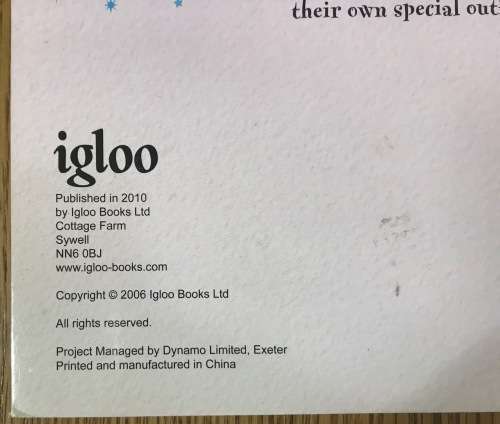 their own special out
igloo
Published in 2010
by Igloo Books Ltd
Cottage Farm
Sywell
NN6 0BJ
www.igloo-books.com
Copyright © 2006 Igloo Books Ltd
All rights reserved.
Project Managed by Dynamo Limited, Exeter
Printed and manufactured in China